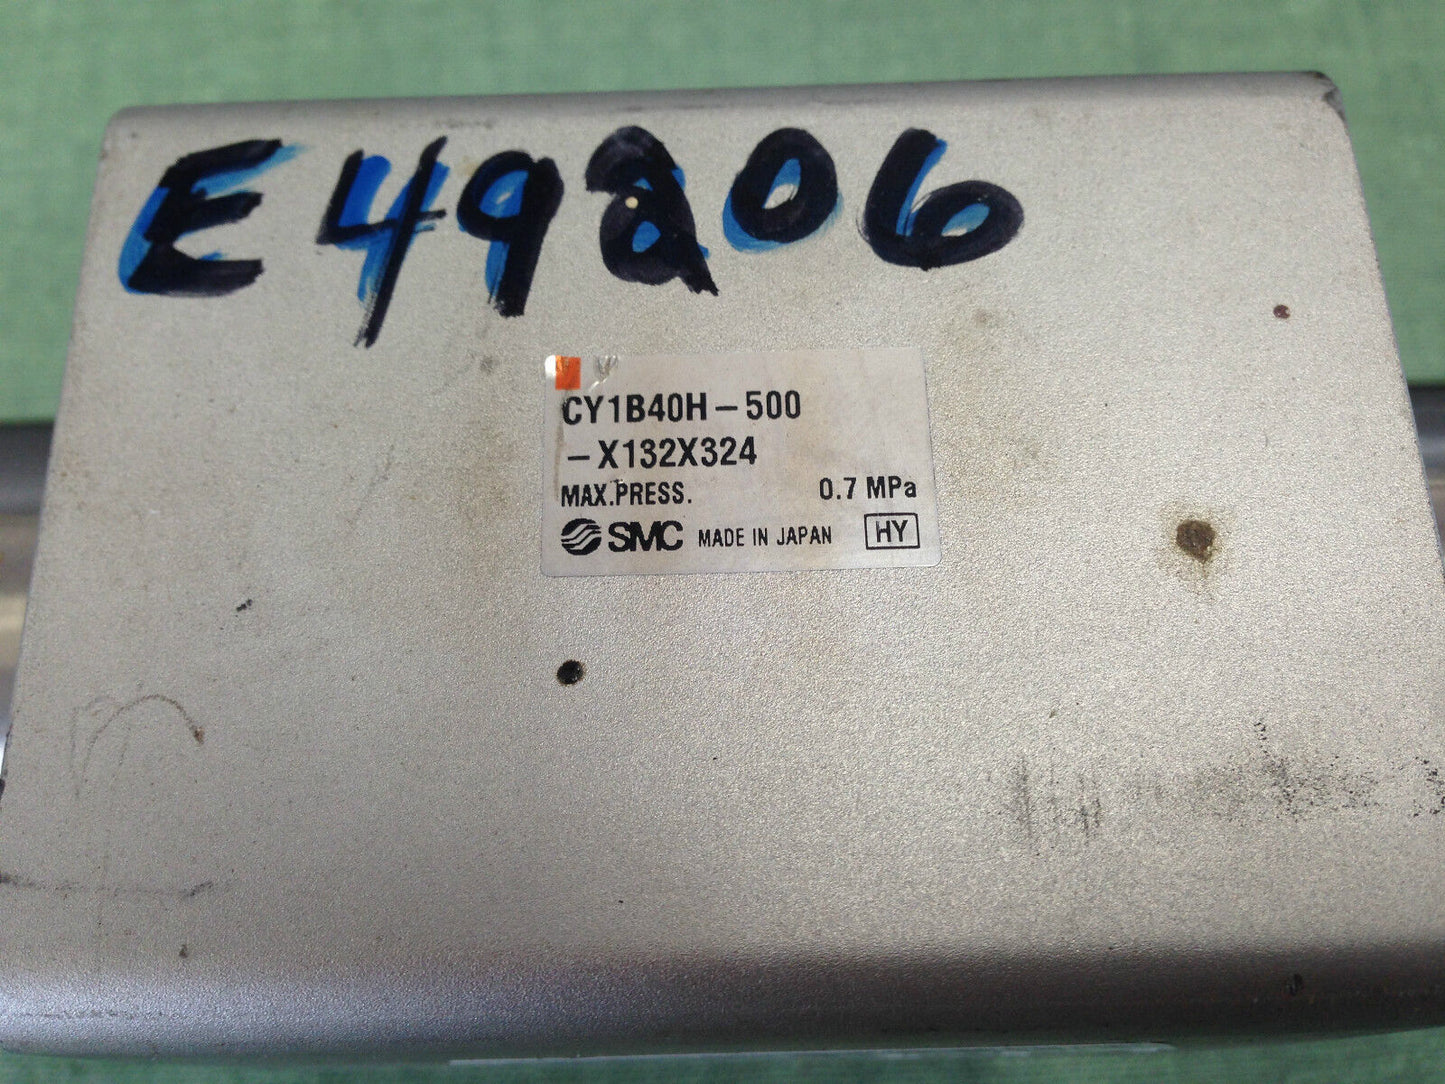 E49206
CY1B40H-500
-X132X324
MAX.PRESS. 0.7 MPa
SMC MADE IN JAPAN HY